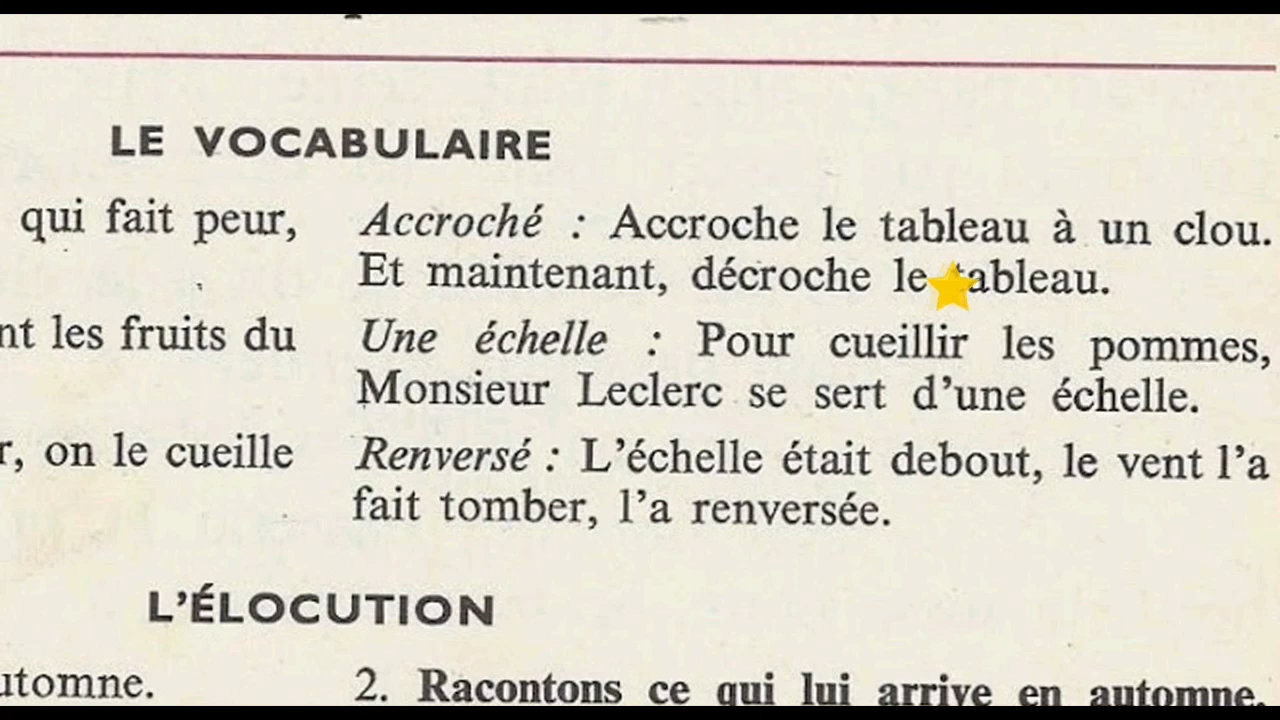 LE VOCABULAIRE
qui fait peur,
nt les fruits du
r, on le cueille
Accroché : Accroche le tableau à un clou.
Et maintenant, décroche le tableau.
Une échelle : Pour cueillir les pommes,
Monsieur Leclerc se sert d'une échelle.
Renversé : L'échelle était debout, le vent l'a
fait tomber, l'a renversée.
L'ÉLOCUTION
utomne.
2. Racontons ce qui lui arrive en automne.